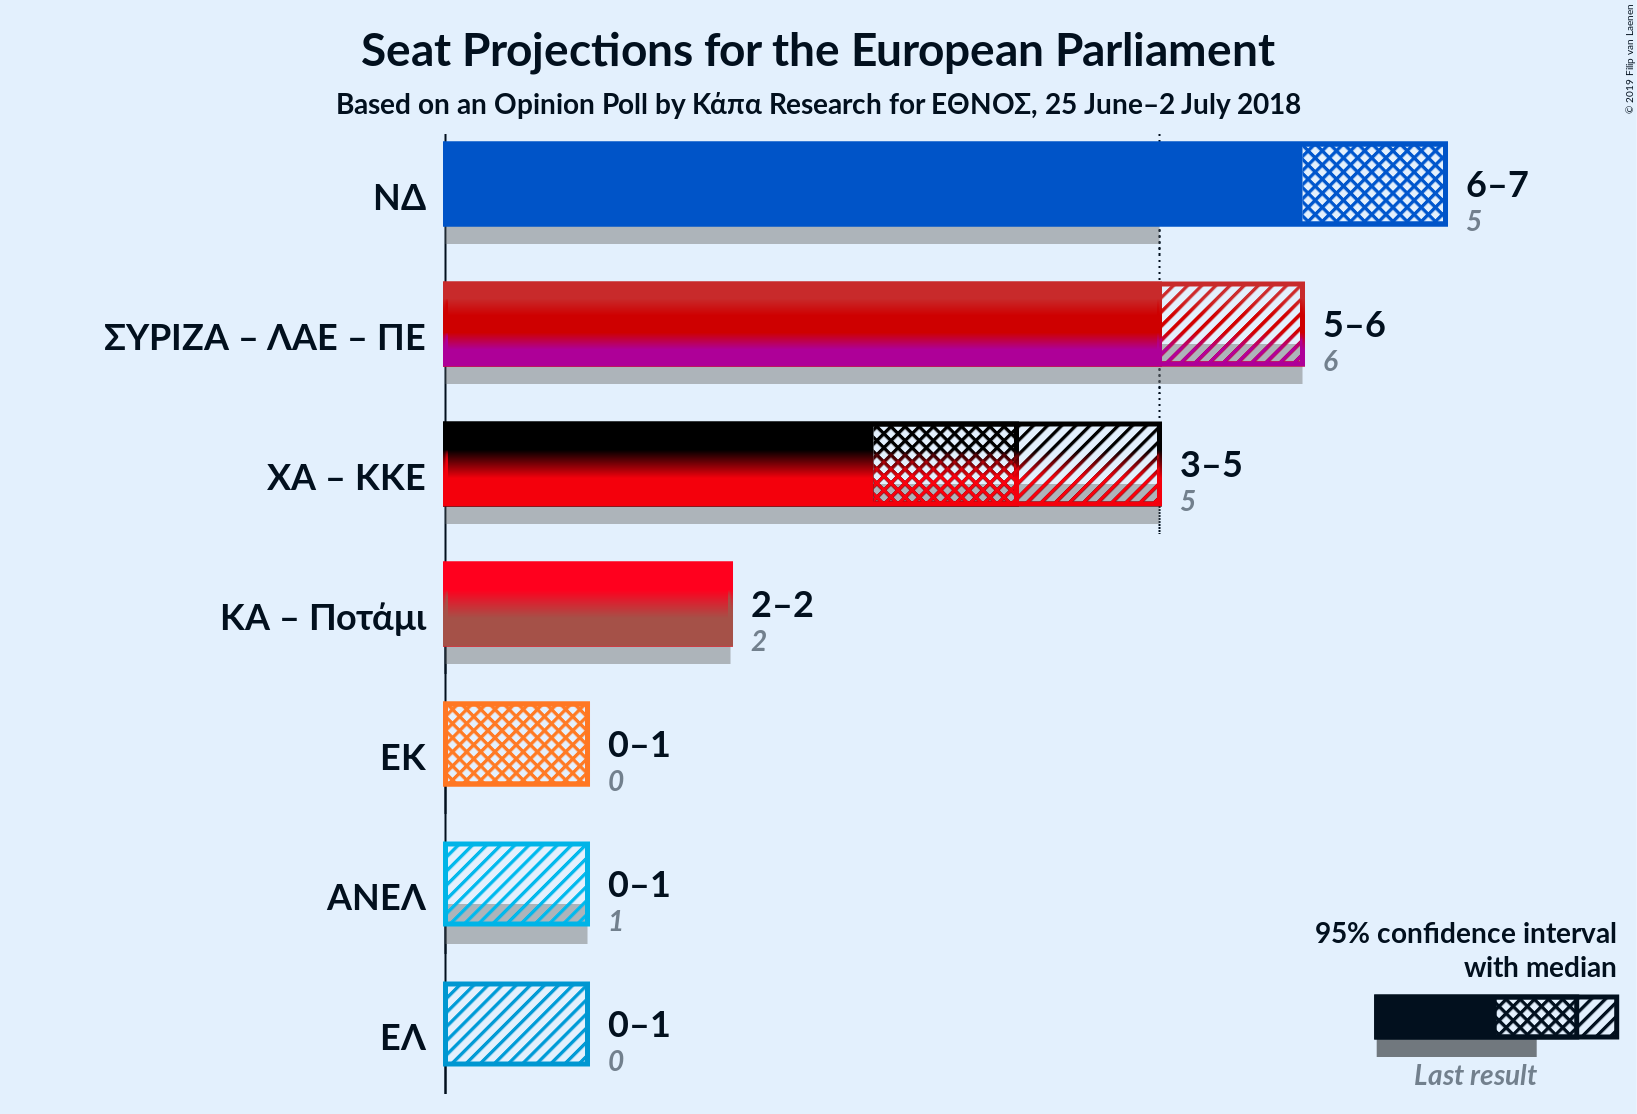 Seat Projections for the European Parliament
Based on an Opinion Poll by Κάπα Research for ΕΘΝΟΣ, 25 June–2 July 2018
© 2019 Filip van Laenen
ΝΔ
6–7
5
ΣΥΡΙΖΑ – ΛΑΕ – ΠΕ
5–6
6
ΧΑ – ΚΚΕ
3–5
5
ΚΑ – Ποτάμι
2–2
2
ΕΚ
0–1
0
ΑΝΕΛ
0–1
1
ΕΛ
0–1
0
95% confidence interval
with median
Last result